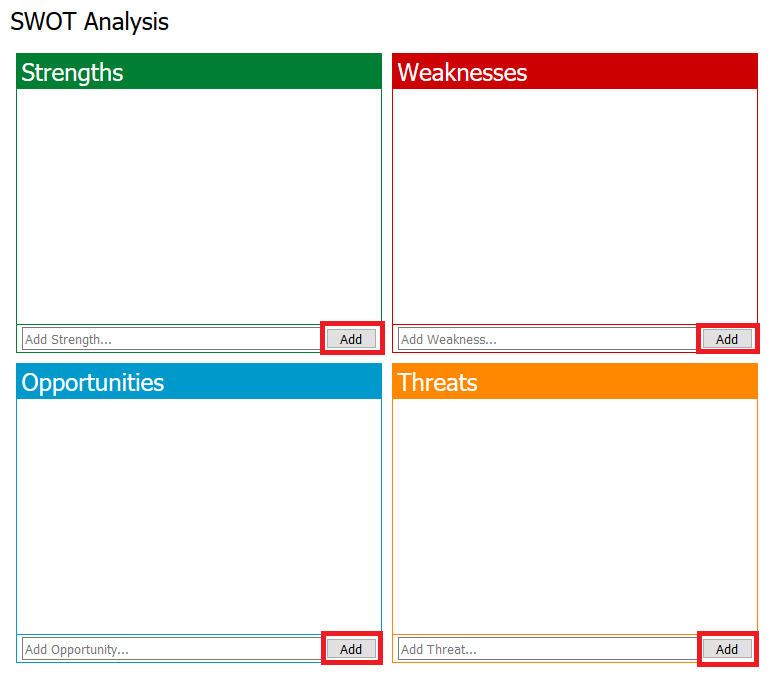 SWOT Analysis
Strengths
Weaknesses
Add Strength...
Add
Add Weakness...
Add
Opportunities
Threats
Add Opportunity...
Add
Add Threat...
Add